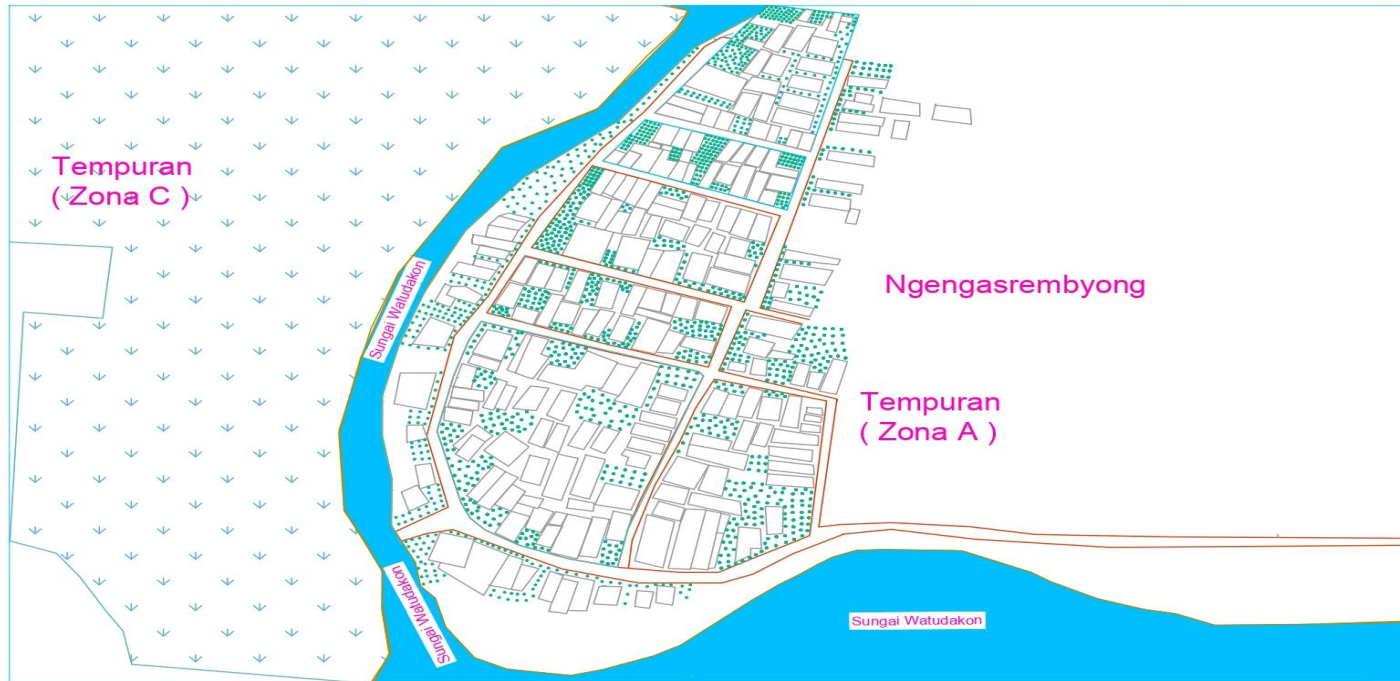 Tempuran
( Zona C )
Sungai Watudakon
Ngengasrembyong
Tempuran
( Zona A )
Sungai Watudakon
Sungai Watudakon